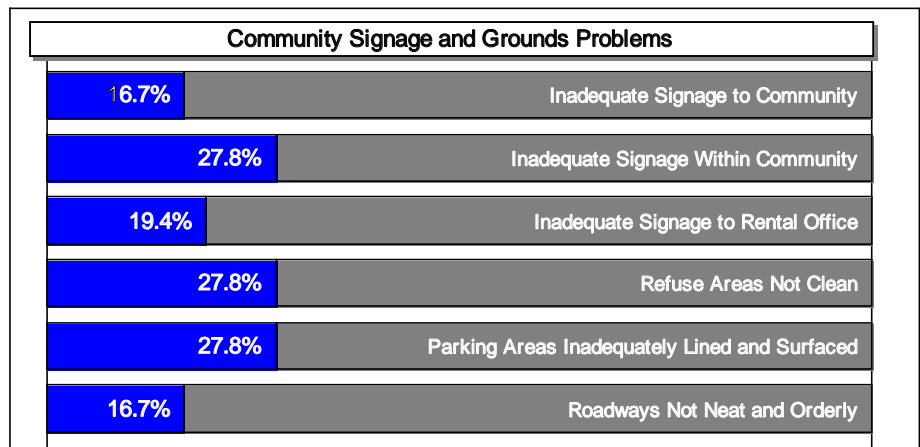 Community Signage and Grounds Problems
16.7% Inadequate Signage to Community
27.8% Inadequate Signage Within Community
19.4% Inadequate Signage to Rental Office
27.8% Refuse Areas Not Clean
27.8% Parking Areas Inadequately Lined and Surfaced
16.7% Roadways Not Neat and Orderly